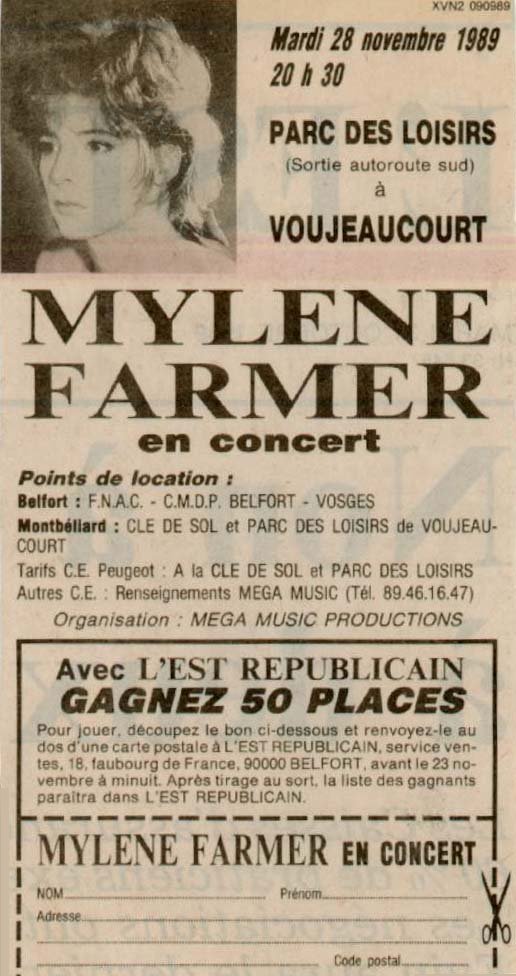 XVN2 090989
Mardi 28 novembre 1989
20 h 30
PARC DES LOISIRS
(Sortie autoroute sud)
à
VOUJEAUCOURT
MYLENE
FARMER
en concert
Points de location :
Belfort : F.N.A.C. - C.M.D.P. BELFORT - VOSGES
Montbéliard : CLE DE SOL et PARC DES LOISIRS de VOUJEAU-
COURT
Tarifs C.E. Peugeot : A la CLE DE SOL et PARC DES LOISIRS
Autres C.E. : Renseignements MEGA MUSIC (Tél. 89.46.16.47)
Organisation : MEGA MUSIC PRODUCTIONS
Avec L'EST REPUBLICAIN
GAGNEZ 50 PLACES
Pour jouer, découpez le bon ci-dessous et renvoyez-le au
dos d'une carte postale à L'EST REPUBLICAIN, service ven-
tes, 18, faubourg de France, 90000 BELFORT, avant le 23 no-
vembre à minuit. Après tirage au sort, la liste des gagnants
paraîtra dans L'EST REPUBLICAIN.
MYLENE FARMER EN CONCERT
NOM Prénom
Adresse
Code postal